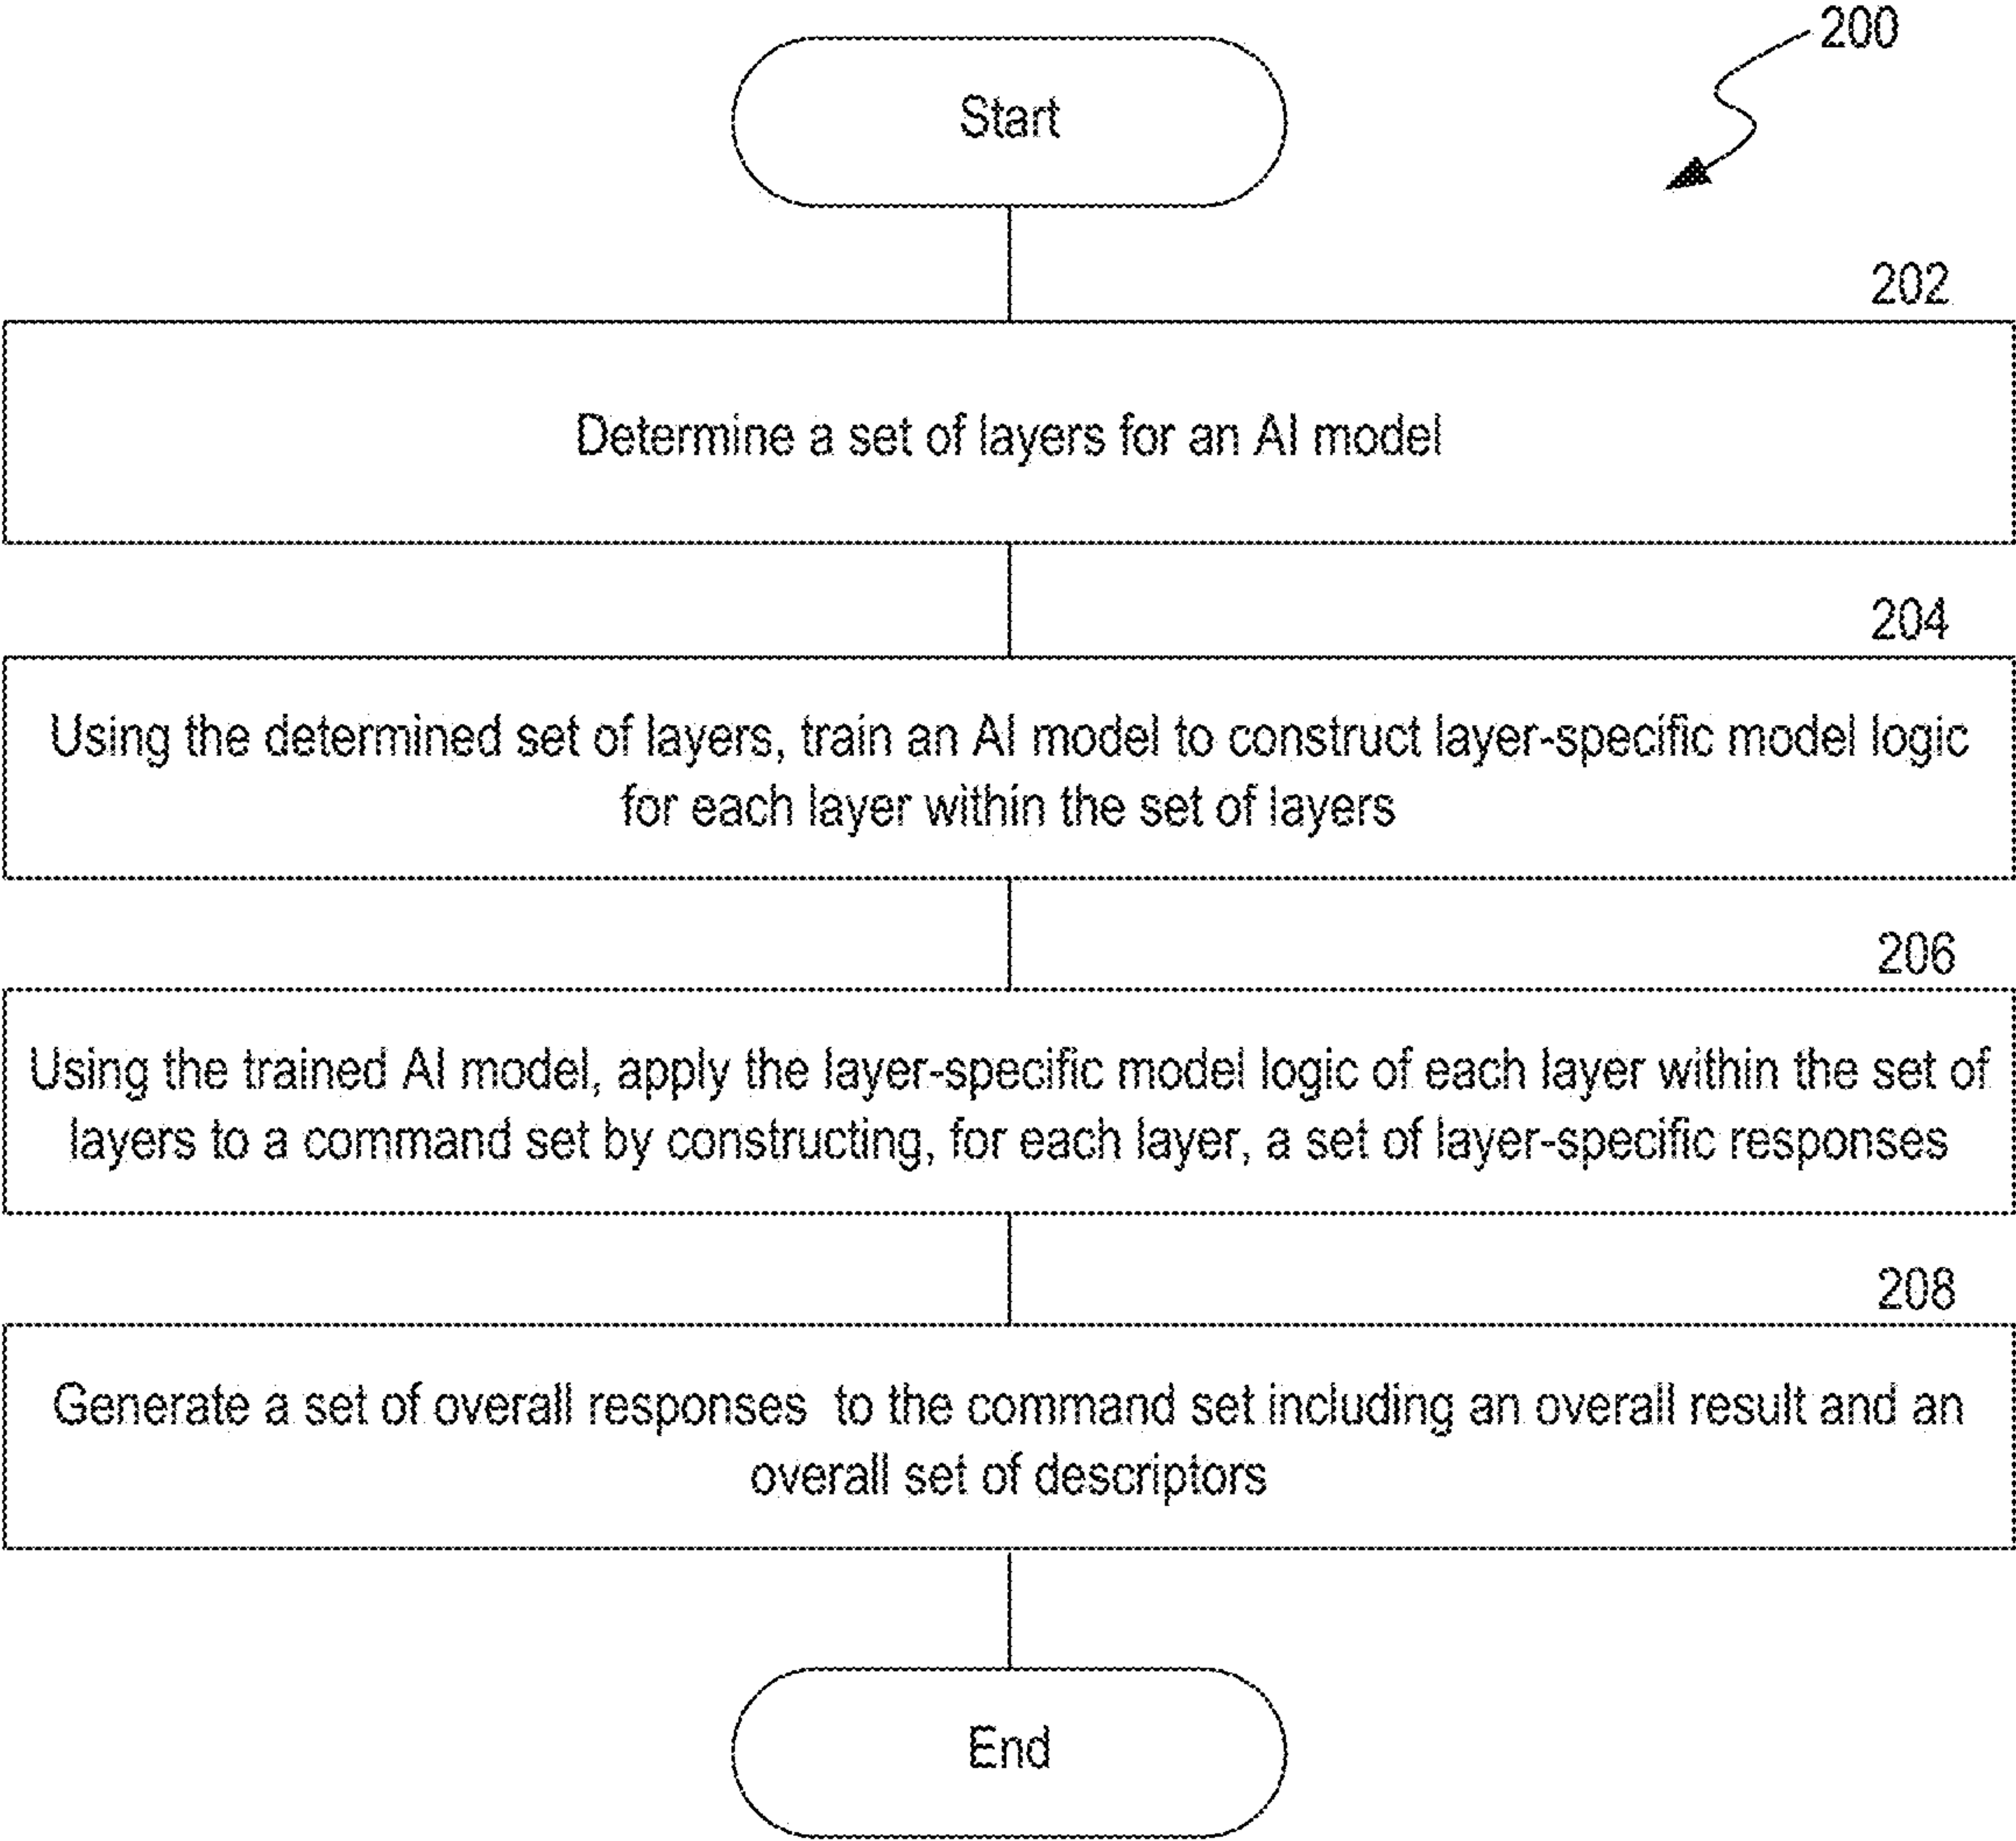 200
Start
202
Determine a set of layers for an AI model
204
Using the determined set of layers, train an AI model to construct layer-specific model logic
for each layer within the set of layers
206
Using the trained AI model, apply the layer-specific model logic of each layer within the set of
layers to a command set by constructing, for each layer, a set of layer-specific responses
208
Generate a set of overall responses to the command set including an overall result and an
overall set of descriptors
End